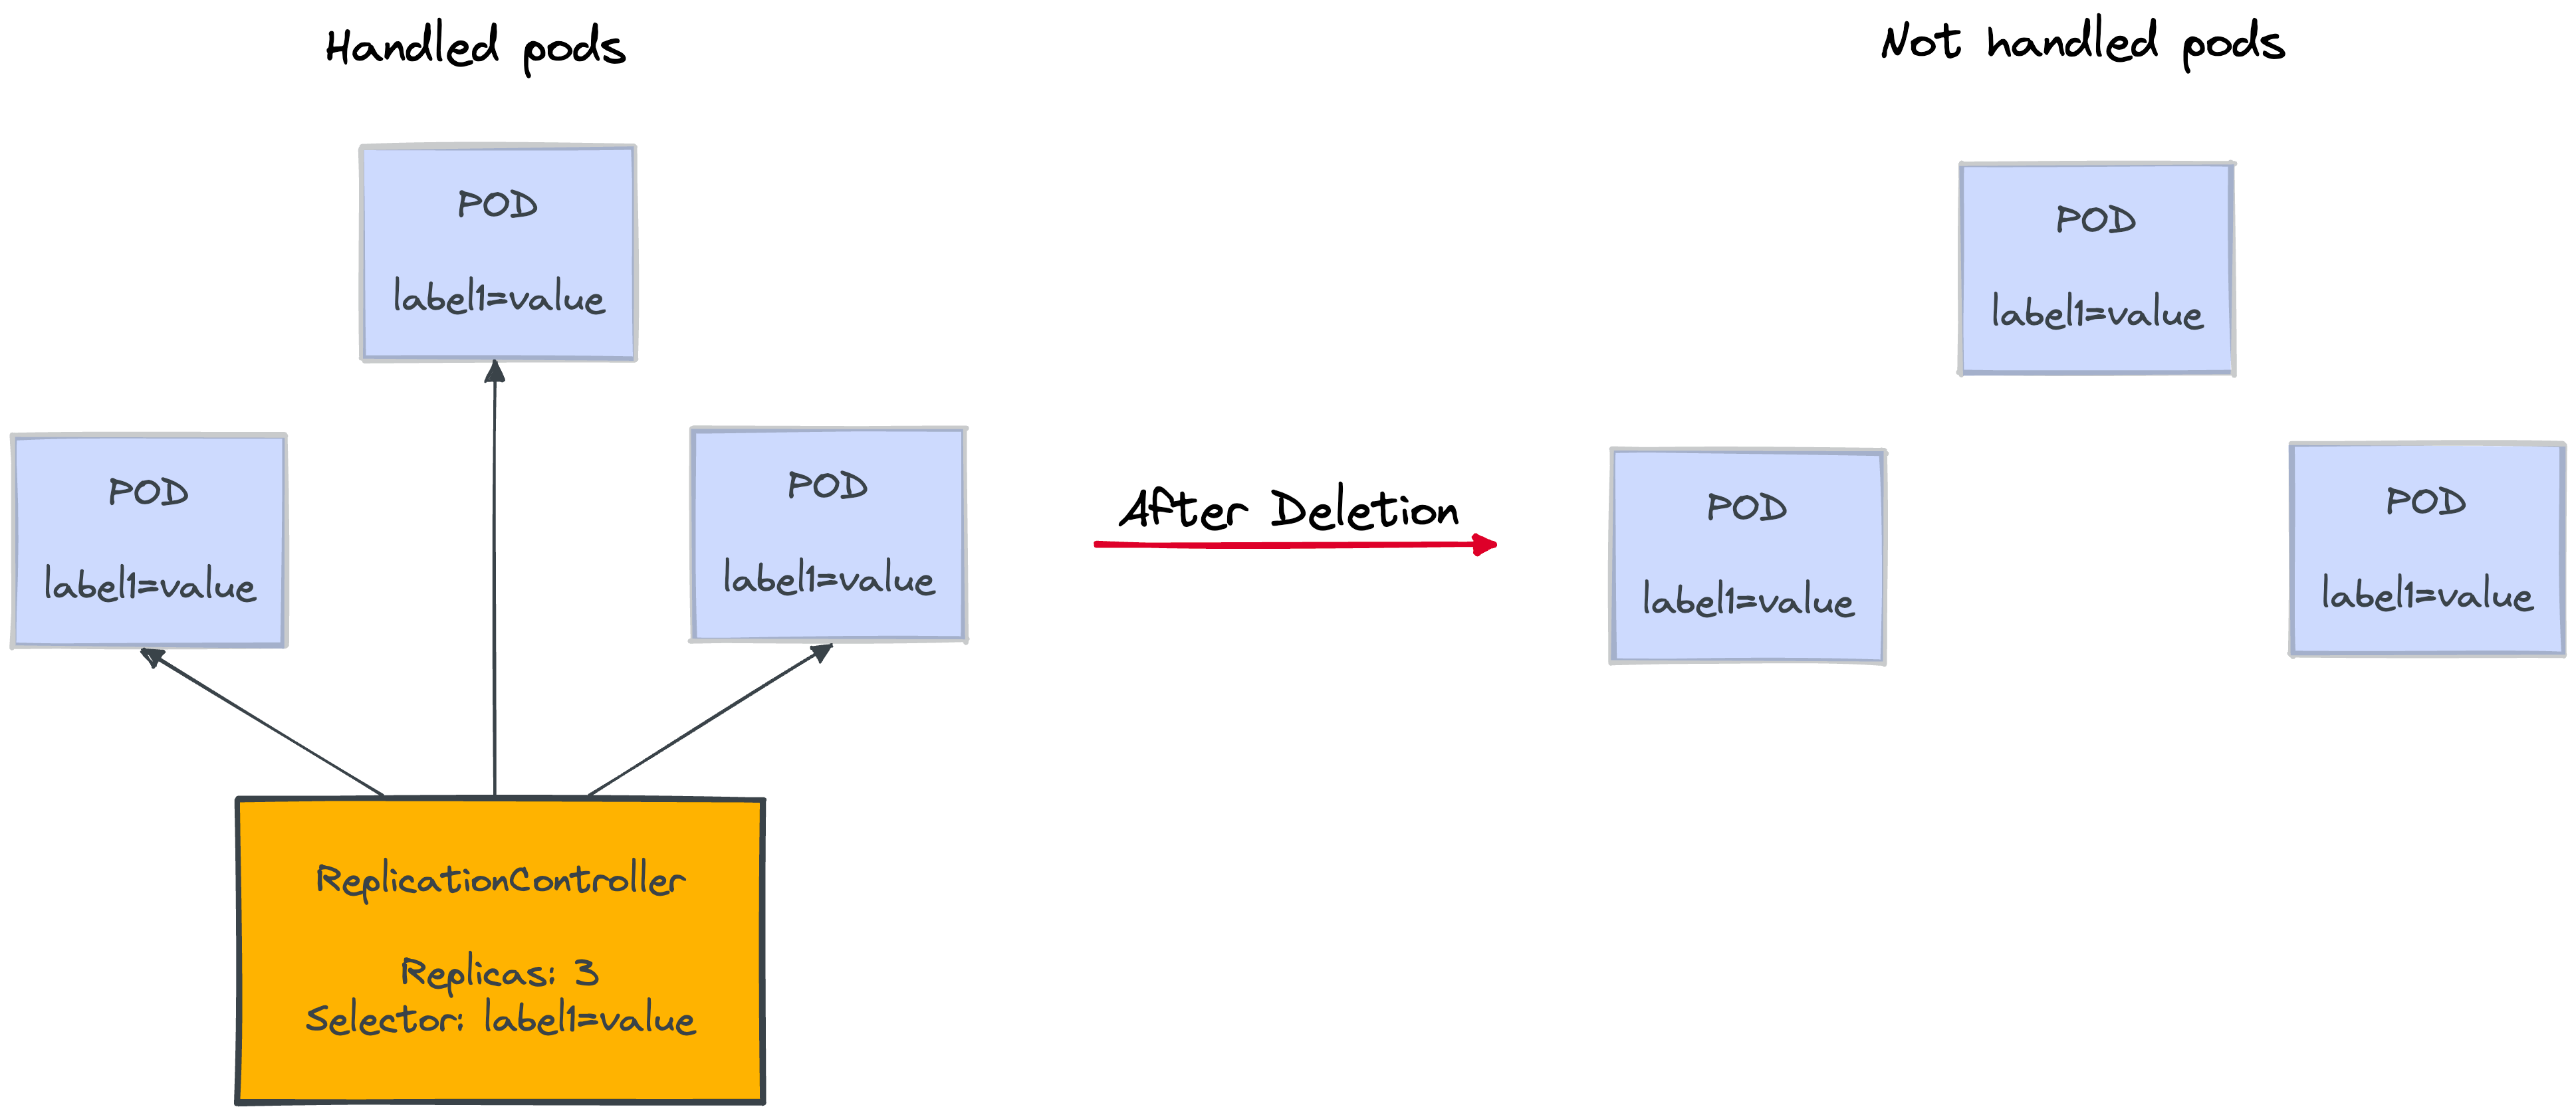 Handled pods
POD
label1=value
POD
label1=value
POD
label1=value
ReplicationController
Replicas: 3
Selector: label1=value
After Deletion
Not handled pods
POD
label1=value
POD
label1=value
POD
label1=value